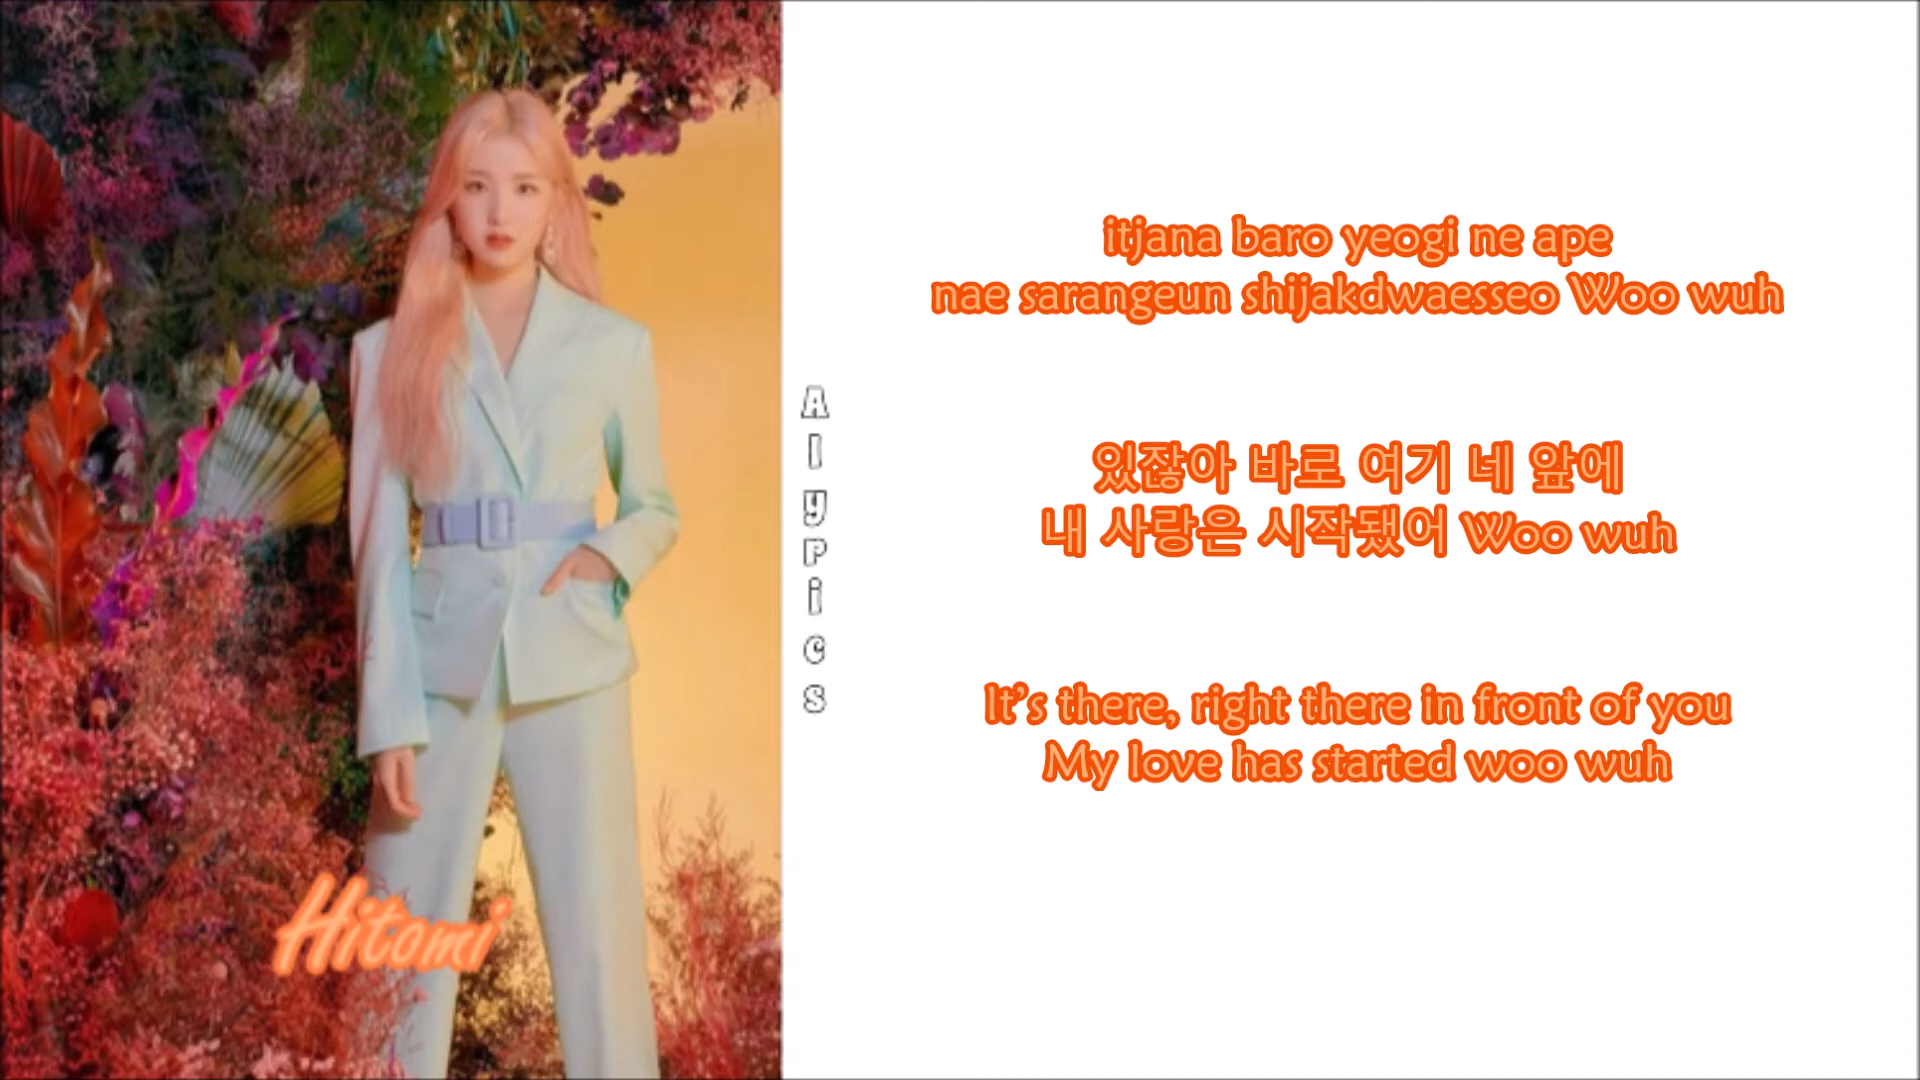 itjana baro yeogi ne ape
nae sarangeun shijakdwaesseo Woo wuh
있잖아 바로 여기 네 앞에
내 사랑은 시작됐어 Woo wuh
It’s there, right there in front of you
My love has started woo wuh
Alypics
Hitomi